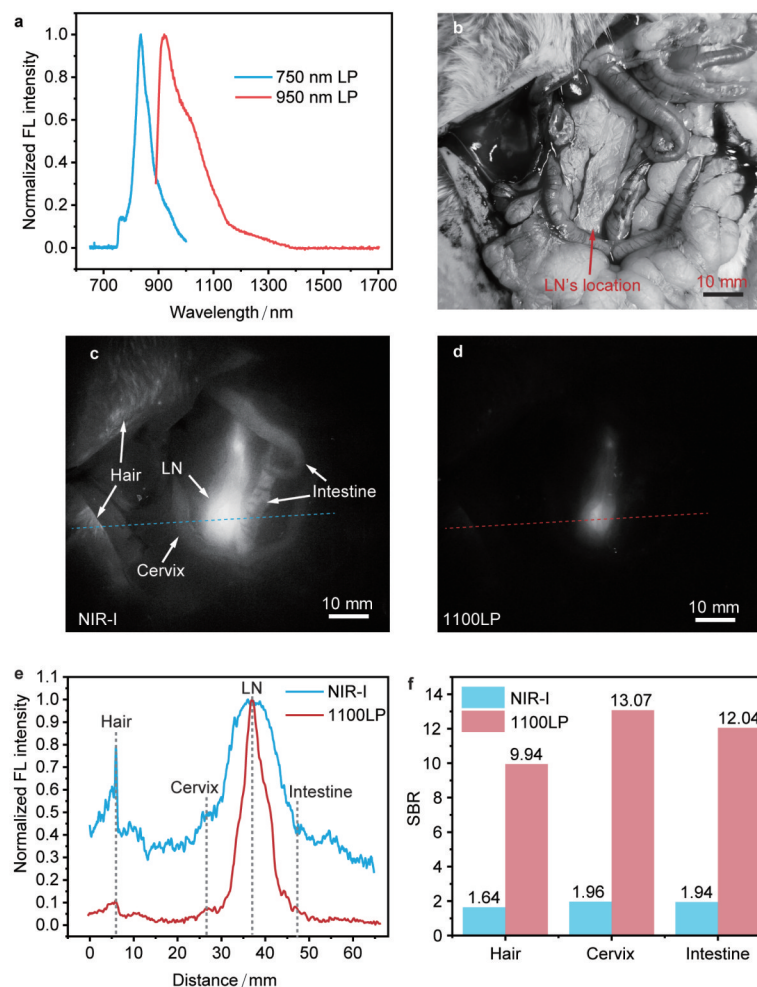 a
1.0
0.8
0.6
0.4
0.2
0.0
Normalized FL intensity
750 nm LP
950 nm LP
700
900
1100
1300
1500
1700
Wavelength / nm
b
LN's location
10 mm
c
Hair
LN
Intestine
Cervix
NIR-I
10 mm
d
1100LP
10 mm
e
1.1
1.0
0.9
0.8
0.7
0.6
0.5
0.4
0.3
0.2
0.1
0.0
Normalized FL intensity
LN
NIR-I
1100LP
Hair
Cervix
Intestine
0
10
20
30
40
50
60
Distance / mm
f
14
12
10
8
6
4
2
0
SBR
NIR-I
1100LP
1.64
9.94
1.96
13.07
1.94
12.04
Hair
Cervix
Intestine